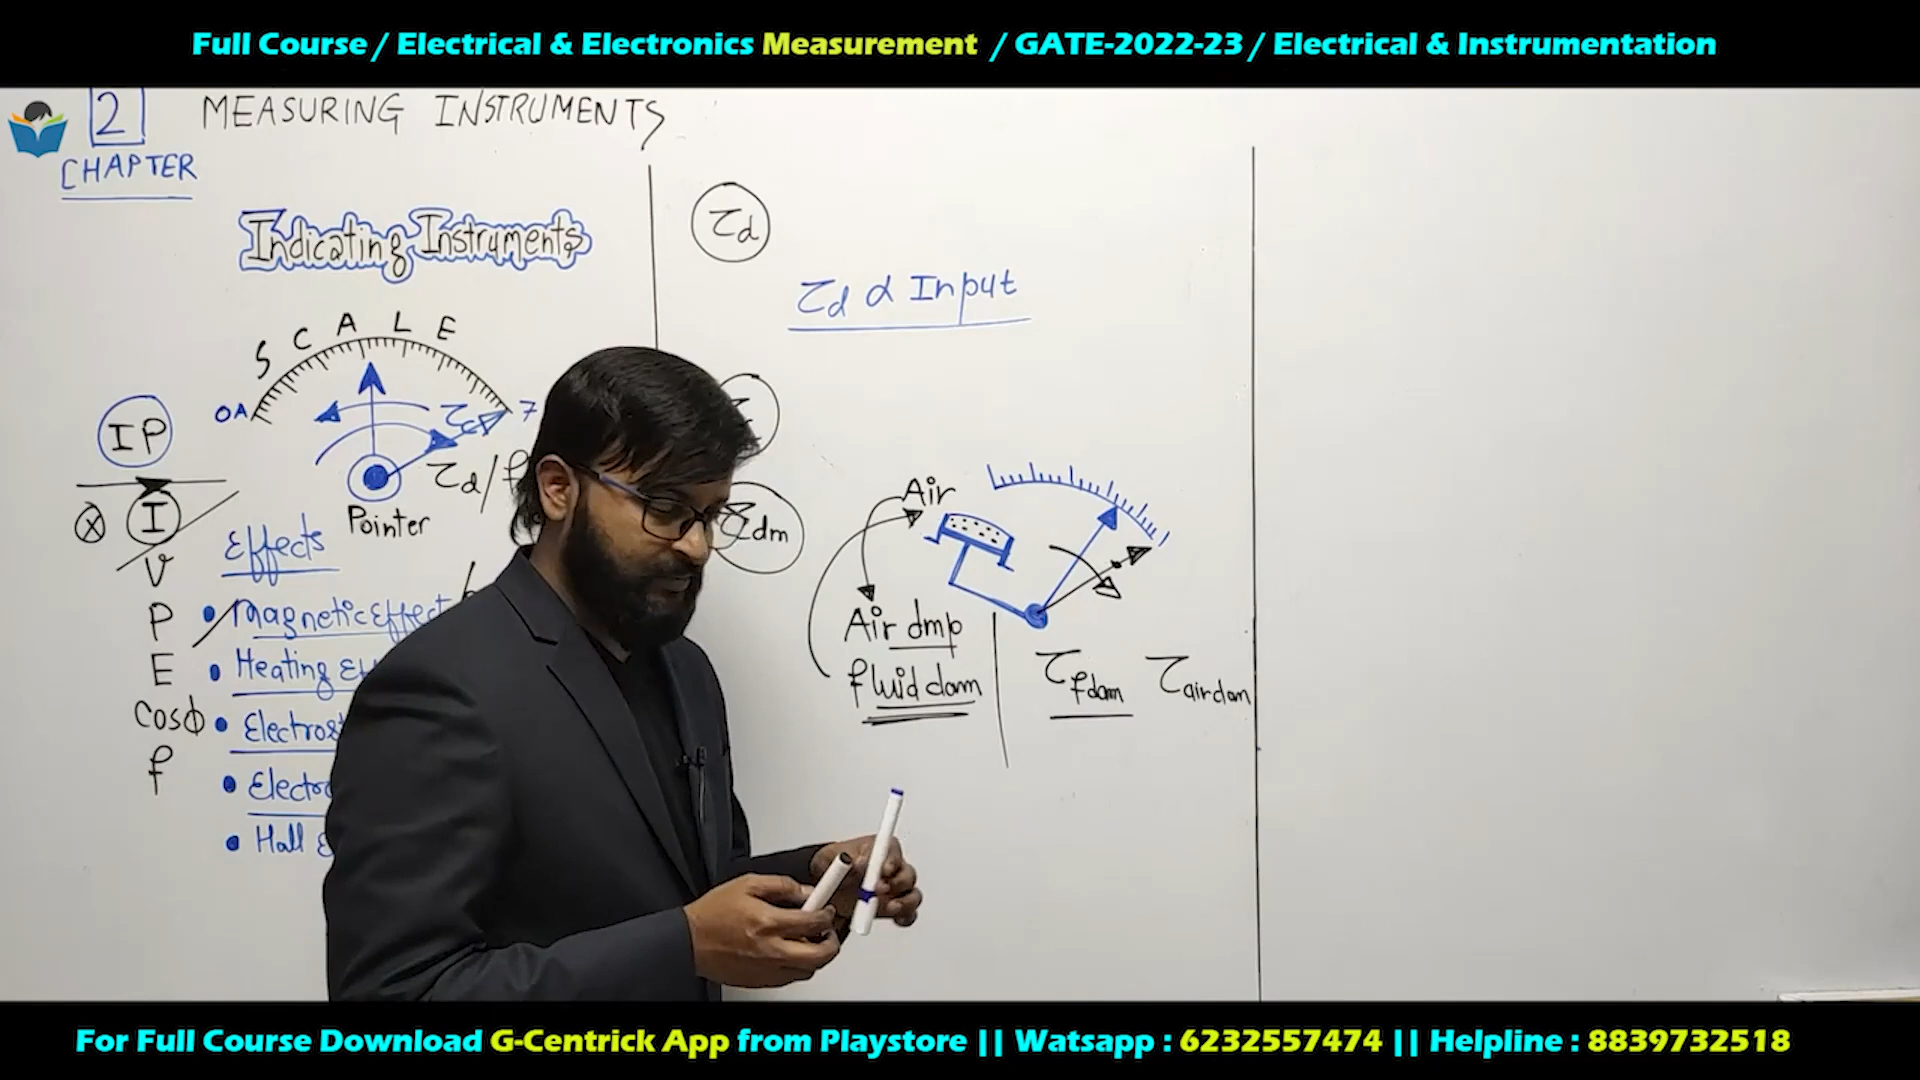 Full Course / Electrical & Electronics Measurement / GATE-2022-23 / Electrical & Instrumentation
2 MEASURING INSTRUMENTS
CHAPTER
Indicating Instruments
SCALE
0A 7
τc
IP
τd/f
I
Pointer
V
Effects
P
• Magnetic Effect
E
• Heating
cosϕ
•
f
•
• Hall
τd
τd α Input
τdm
Air
Air dmp
fluid dam
τfdam τairdam
For Full Course Download G-Centrick App from Playstore || Watsapp : 6232557474 || Helpline : 8839732518